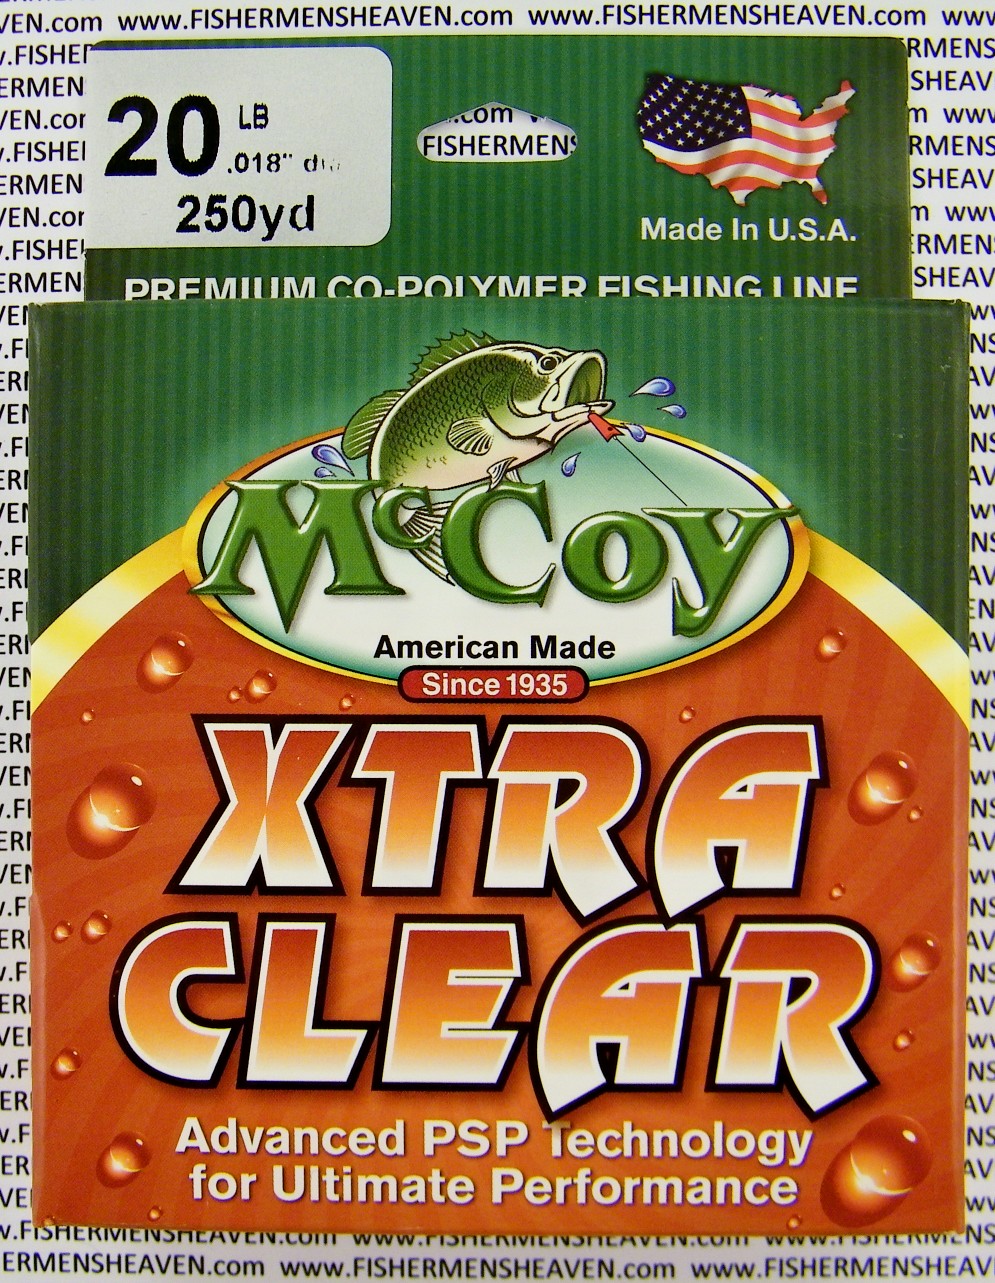 www.FISHERMENSHEAVEN.com www.FISHERMENSHEAVEN.com
20 LB
.018" dia
250yd
FISHERMENS
Made In U.S.A.
PREMIUM CO-POLYMER FISHING LINE
McCoy
American Made
Since 1935
XTRA
CLEAR
Advanced PSP Technology
for Ultimate Performance
www.FISHERMENSHEAVEN.com www.FISHERMENSHEAVEN.com